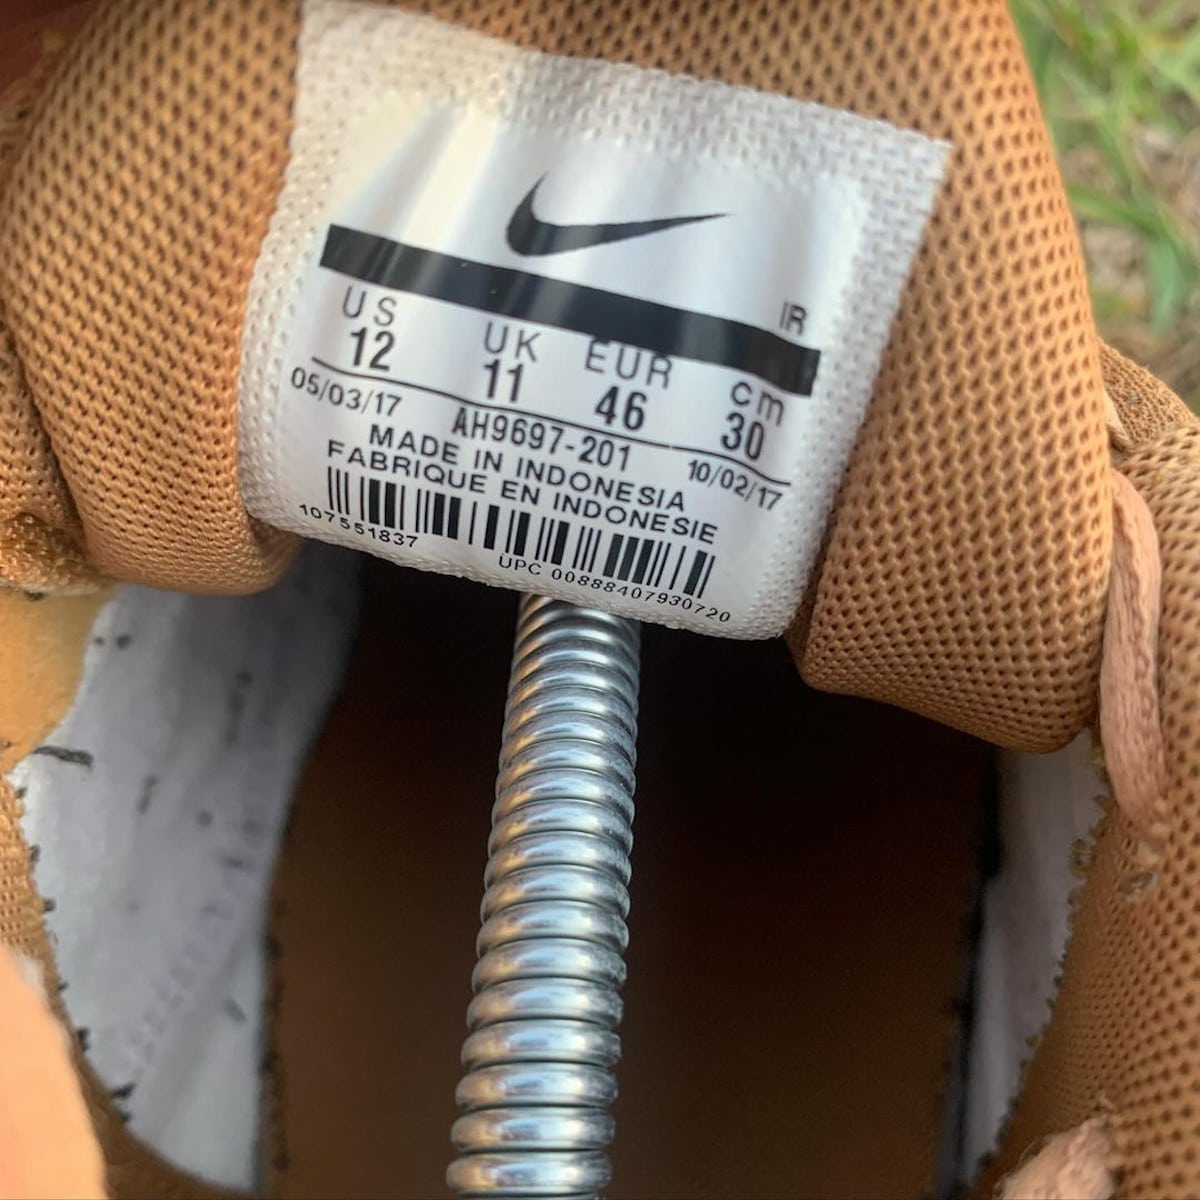 IR
US UK EUR cm
12 11 46 30
05/03/17 AH9697-201 10/02/17
MADE IN INDONESIA
FABRIQUE EN INDONESIE
107551837
UPC 00888407930720